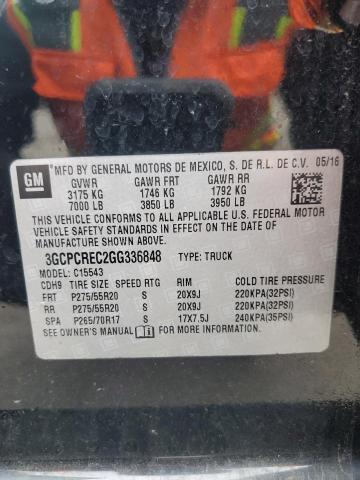 GM
MFD BY GENERAL MOTORS DE MEXICO, S. DE R.L. DE C.V. 05/16
GVWR GAWR FRT GAWR RR
3175 KG 1746 KG 1792 KG
7000 LB 3850 LB 3950 LB
THIS VEHICLE CONFORMS TO ALL APPLICABLE U.S. FEDERAL MOTOR
VEHICLE SAFETY STANDARDS IN EFFECT ON THE DATE OF
MANUFACTURE SHOWN ABOVE.
3GCPCREC2GG336848 TYPE: TRUCK
MODEL: C15543
CDH9 TIRE SIZE SPEED RTG RIM COLD TIRE PRESSURE
FRT P275/55R20 S 20X9J 220KPA(32PSI)
RR P275/55R20 S 20X9J 220KPA(32PSI)
SPA P265/70R17 S 17X7.5J 240KPA(35PSI)
SEE OWNER'S MANUAL FOR MORE INFORMATION.